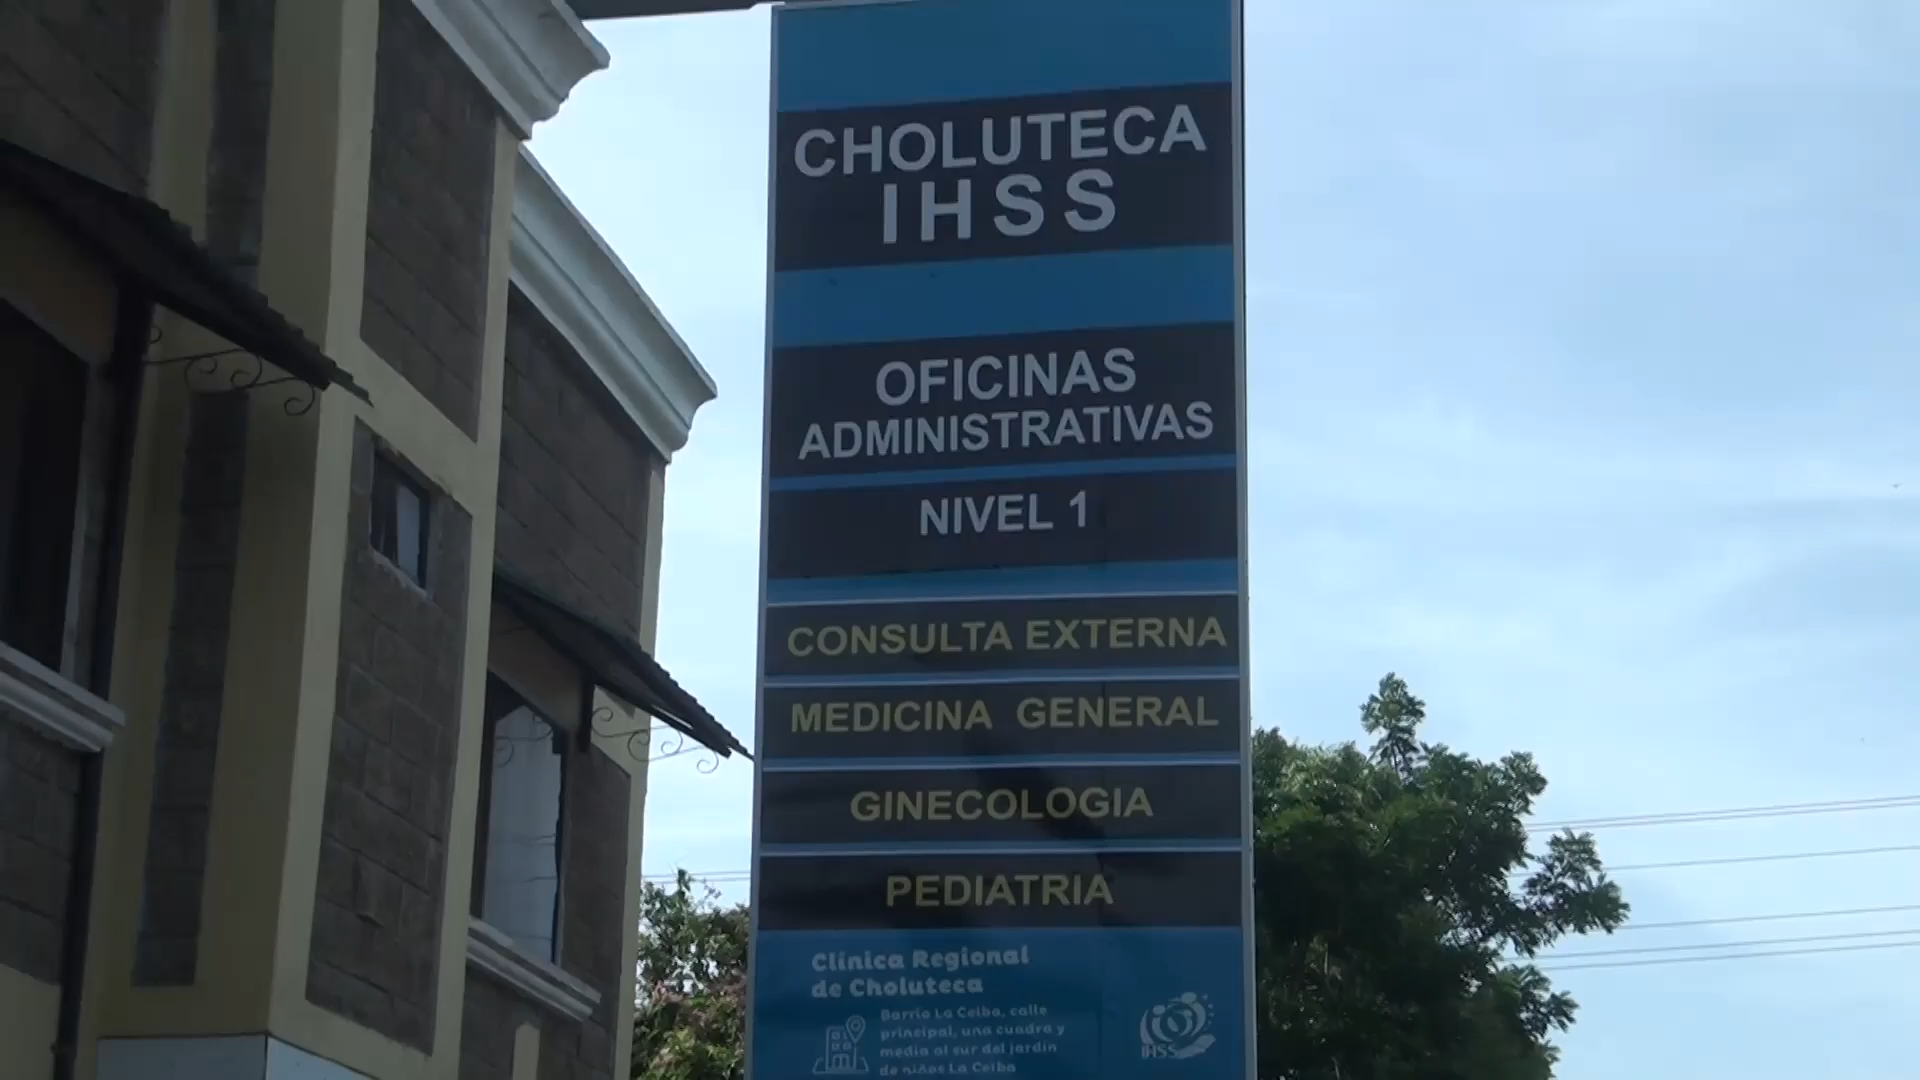 CHOLUTECA
IHSS
OFICINAS
ADMINISTRATIVAS
NIVEL 1
CONSULTA EXTERNA
MEDICINA GENERAL
GINECOLOGIA
PEDIATRIA
Clínica Regional
de Choluteca
Barrio La Ceiba, calle
principal, una cuadra y
media al sur del jardín
de niños La Ceiba
IHSS